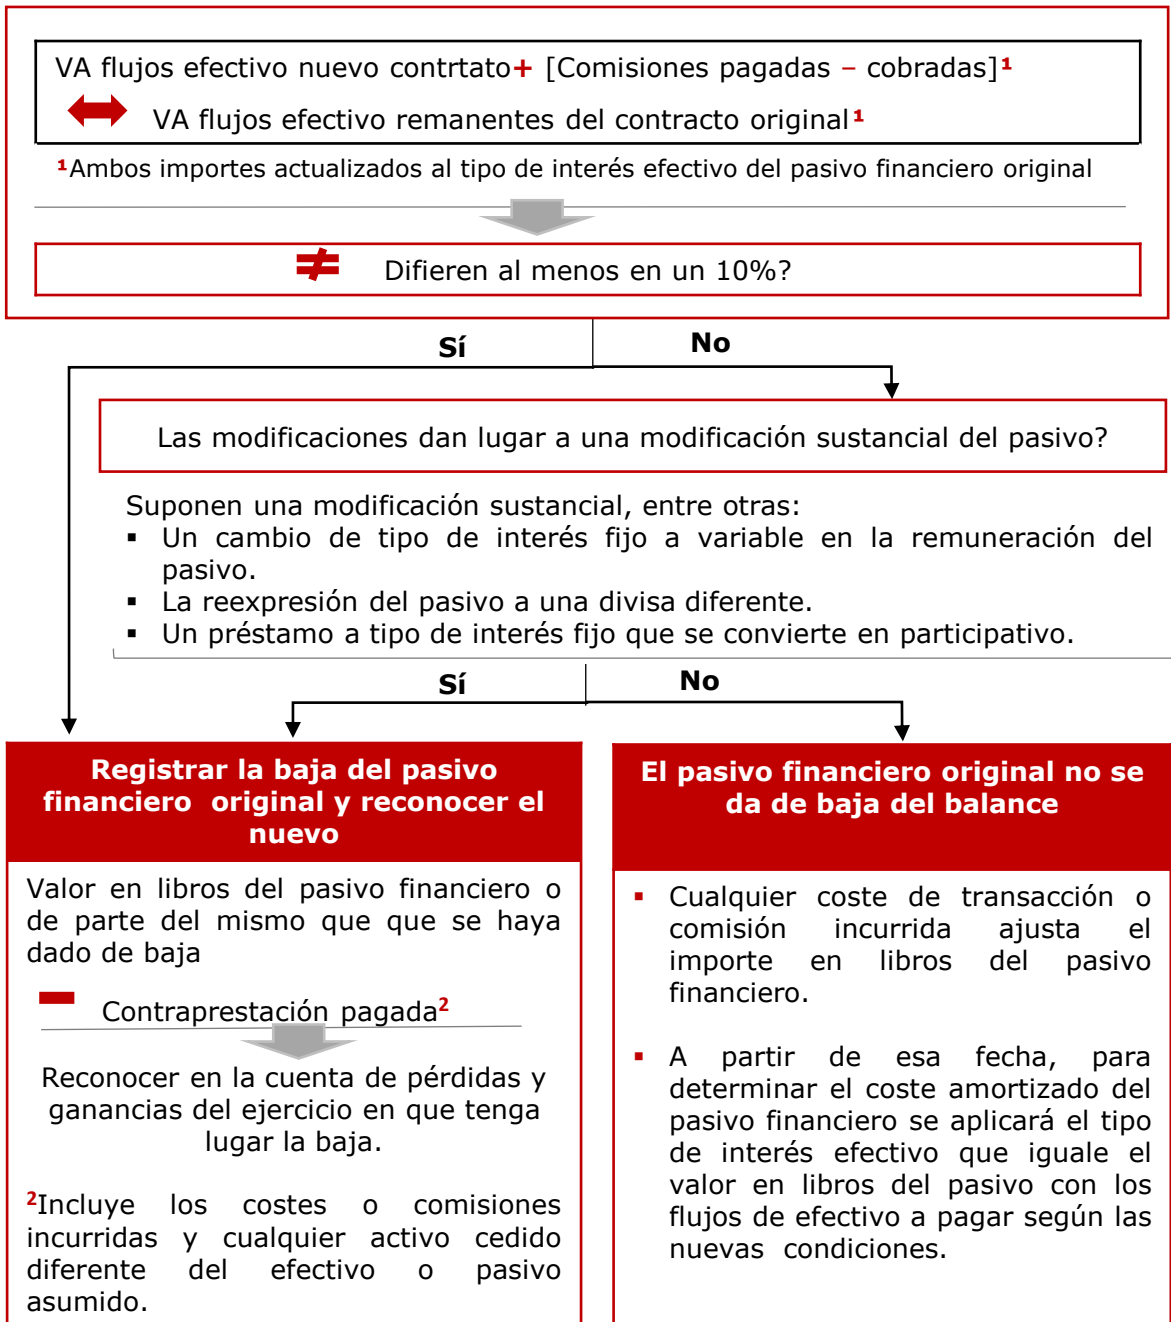 VA flujos efectivo nuevo contrtato+ [Comisiones pagadas – cobradas]¹
VA flujos efectivo remanentes del contracto original¹
¹Ambos importes actualizados al tipo de interés efectivo del pasivo financiero original
≠ Difieren al menos en un 10%?
Sí
No
Las modificaciones dan lugar a una modificación sustancial del pasivo?
Suponen una modificación sustancial, entre otras:
▪ Un cambio de tipo de interés fijo a variable en la remuneración del
pasivo.
▪ La reexpresión del pasivo a una divisa diferente.
▪ Un préstamo a tipo de interés fijo que se convierte en participativo.
Sí
No
Registrar la baja del pasivo
financiero original y reconocer el
nuevo
Valor en libros del pasivo financiero o
de parte del mismo que que se haya
dado de baja
– Contraprestación pagada²
Reconocer en la cuenta de pérdidas y
ganancias del ejercicio en que tenga
lugar la baja.
²Incluye los costes o comisiones
incurridas y cualquier activo cedido
diferente del efectivo o pasivo
asumido.
El pasivo financiero original no se
da de baja del balance
▪ Cualquier coste de transacción o
comisión incurrida ajusta el
importe en libros del pasivo
financiero.
▪ A partir de esa fecha, para
determinar el coste amortizado del
pasivo financiero se aplicará el tipo
de interés efectivo que iguale el
valor en libros del pasivo con los
flujos de efectivo a pagar según las
nuevas condiciones.